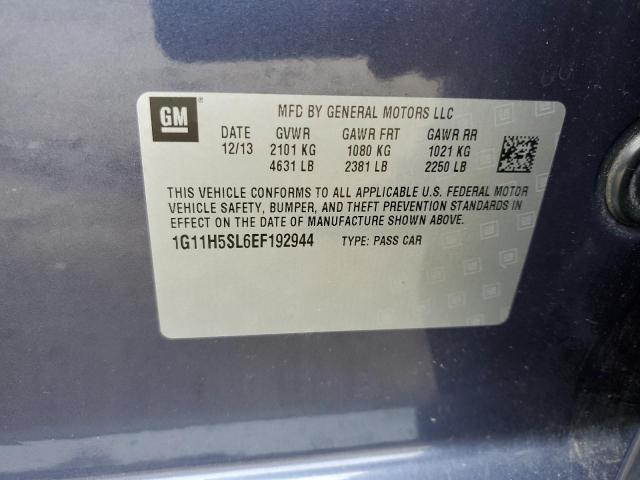 GM ® MFD BY GENERAL MOTORS LLC
DATE GVWR GAWR FRT GAWR RR
12/13 2101 KG 1080 KG 1021 KG
4631 LB 2381 LB 2250 LB
THIS VEHICLE CONFORMS TO ALL APPLICABLE U.S. FEDERAL MOTOR
VEHICLE SAFETY, BUMPER, AND THEFT PREVENTION STANDARDS IN
EFFECT ON THE DATE OF MANUFACTURE SHOWN ABOVE.
1G11H5SL6EF192944 TYPE: PASS CAR